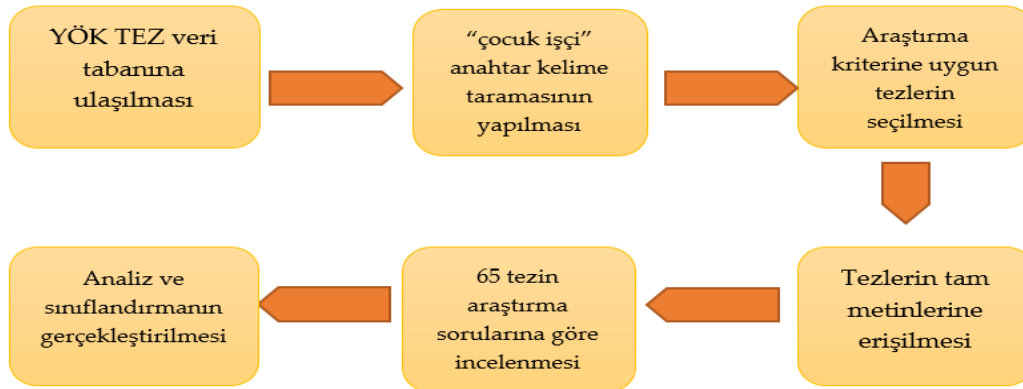 YÖK TEZ veri
tabanına
ulaşılması
“çocuk işçi”
anahtar kelime
taramasının
yapılması
Araştırma
kriterine uygun
tezlerin
seçilmesi
Tezlerin tam
metinlerine
erişilmesi
65 tezin
araştırma
sorularına göre
incelenmesi
Analiz ve
sınıflandırmanın
gerçekleştirilmesi